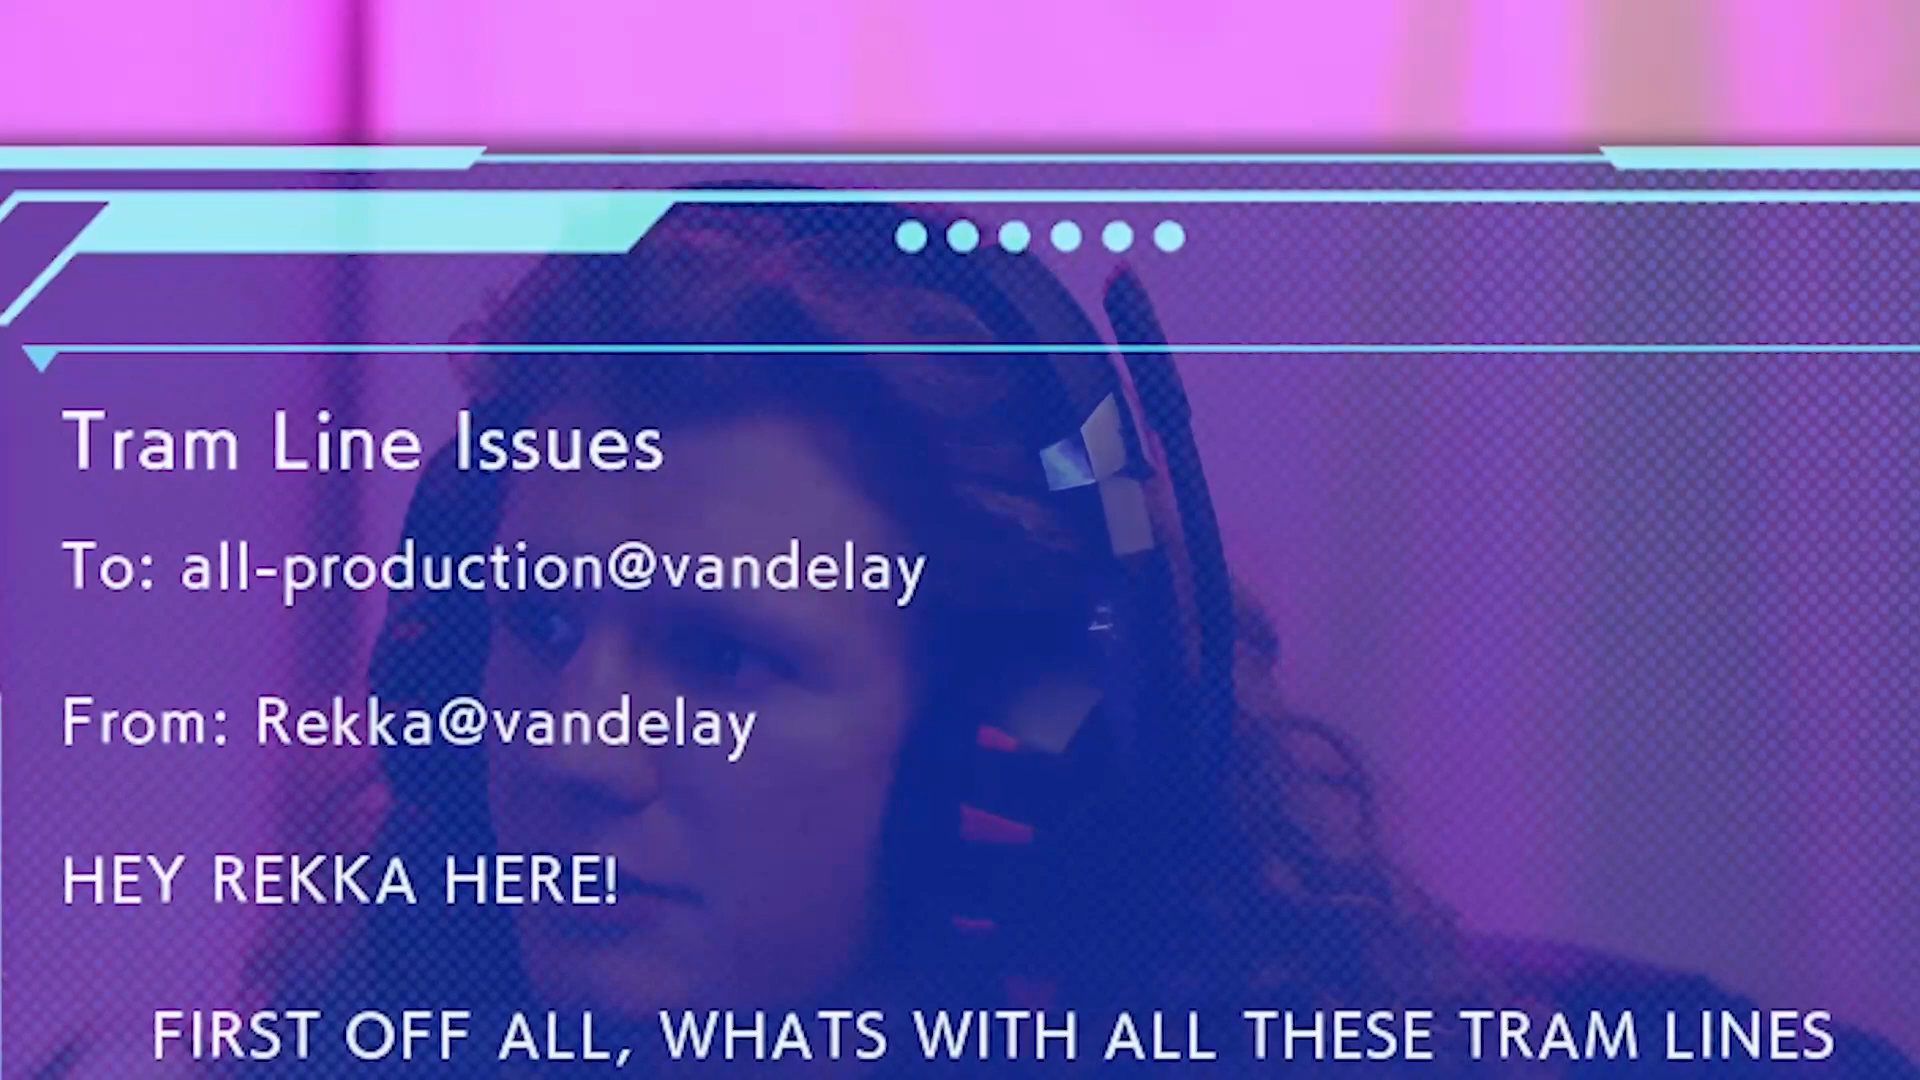 Tram Line Issues
To: all-production@vandelay
From: Rekka@vandelay
HEY REKKA HERE!
FIRST OFF ALL, WHATS WITH ALL THESE TRAM LINES